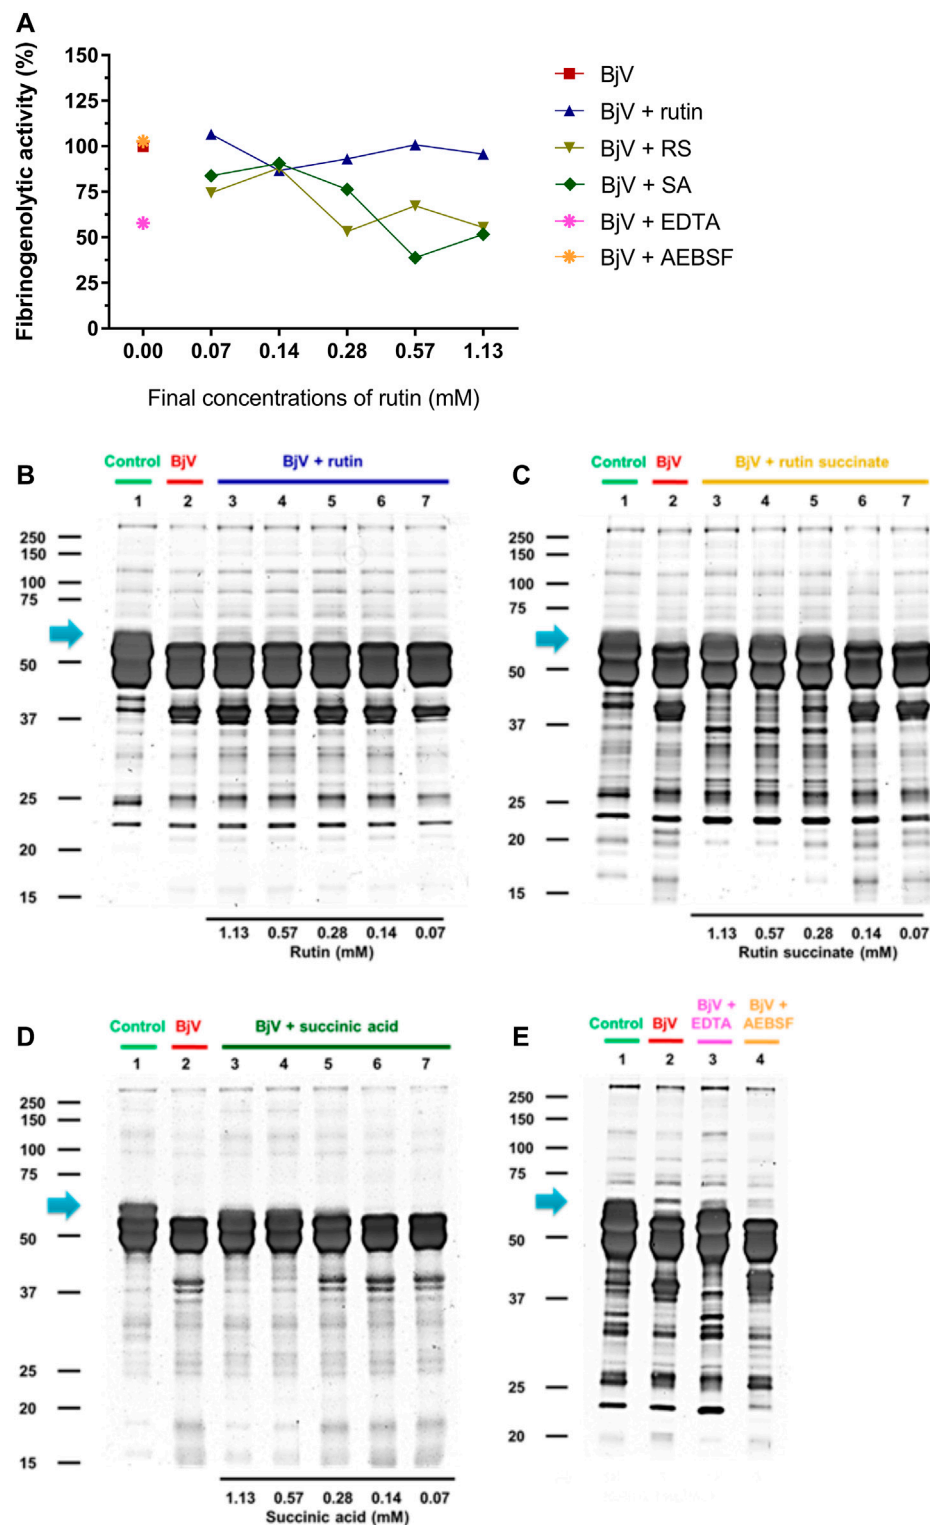 A
Fibrinogenolytic activity (%)
150
125
100
75
50
25
0
0.00 0.07 0.14 0.28 0.57 1.13
Final concentrations of rutin (mM)
BjV
BjV + rutin
BjV + RS
BjV + SA
BjV + EDTA
BjV + AEBSF
B
Control BjV BjV + rutin
1 2 3 4 5 6 7
250
150
100
75
50
37
25
20
15
1.13 0.57 0.28 0.14 0.07
Rutin (mM)
C
Control BjV BjV + rutin succinate
1 2 3 4 5 6 7
250
150
100
75
50
37
25
20
15
1.13 0.57 0.28 0.14 0.07
Rutin succinate (mM)
D
Control BjV BjV + succinic acid
1 2 3 4 5 6 7
250
150
100
75
50
37
25
20
15
1.13 0.57 0.28 0.14 0.07
Succinic acid (mM)
E
BjV + BjV +
Control BjV EDTA AEBSF
1 2 3 4
250
150
100
75
50
37
25
20